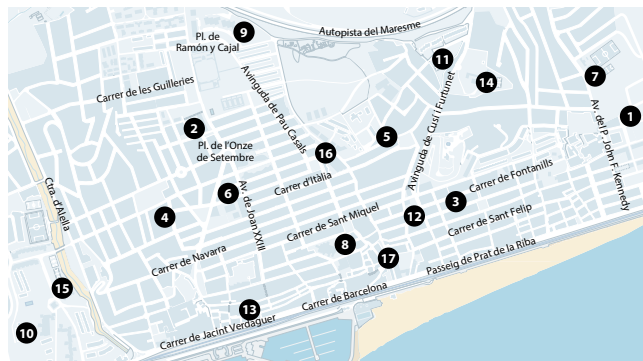 9
Pl. de
Ramón y Cajal
Autopista del Maresme
11
14
7
1
Carrer de les Guilleries
Avinguda de Pau Casals
Avinguda de Cusí i Furtunet
Av. del P. John F. Kennedy
2
Pl. de l'Onze
de Setembre
16
5
Carrer d'Itàlia
Ctra. d'Alella
6
Av. de Joan XXIII
4
Carrer de Sant Miquel
12
3
Carrer de Fontanills
Carrer de Sant Felip
8
17
Carrer de Navarra
Passeig de Prat de la Riba
15
13
Carrer de Barcelona
10
Carrer de Jacint Verdaguer